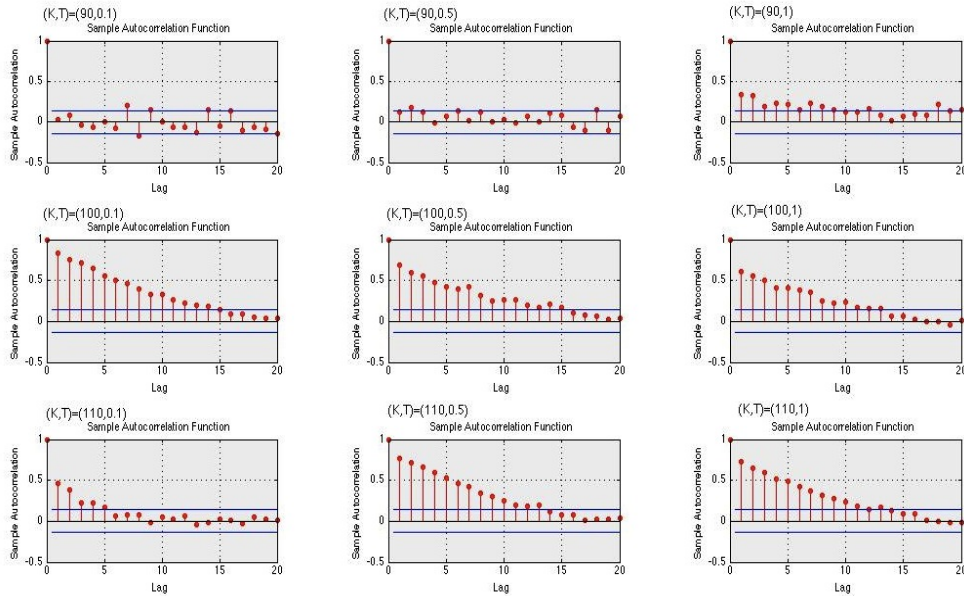 (K,T)=(90,0.1)
Sample Autocorrelation Function
Sample Autocorrelation
1
0.5
0
-0.5
0
5
10
15
20
Lag
(K,T)=(90,0.5)
Sample Autocorrelation Function
Sample Autocorrelation
1
0.5
0
-0.5
0
5
10
15
20
Lag
(K,T)=(90,1)
Sample Autocorrelation Function
Sample Autocorrelation
1
0.5
0
-0.5
0
5
10
15
20
Lag
(K,T)=(100,0.1)
Sample Autocorrelation Function
Sample Autocorrelation
1
0.5
0
-0.5
0
5
10
15
20
Lag
(K,T)=(100,0.5)
Sample Autocorrelation Function
Sample Autocorrelation
1
0.5
0
-0.5
0
5
10
15
20
Lag
(K,T)=(100,1)
Sample Autocorrelation Function
Sample Autocorrelation
1
0.5
0
-0.5
0
5
10
15
20
Lag
(K,T)=(110,0.1)
Sample Autocorrelation Function
Sample Autocorrelation
1
0.5
0
-0.5
0
5
10
15
20
Lag
(K,T)=(110,0.5)
Sample Autocorrelation Function
Sample Autocorrelation
1
0.5
0
-0.5
0
5
10
15
20
Lag
(K,T)=(110,1)
Sample Autocorrelation Function
Sample Autocorrelation
1
0.5
0
-0.5
0
5
10
15
20
Lag